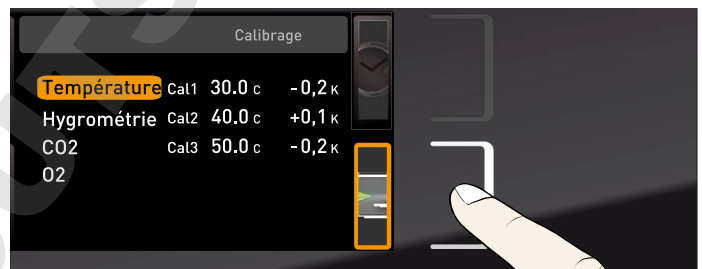 Calibrage
Température Cal1 30.0 c -0,2 K
Hygrométrie Cal2 40.0 c +0,1 K
CO2 Cal3 50.0 c -0,2 K
O2